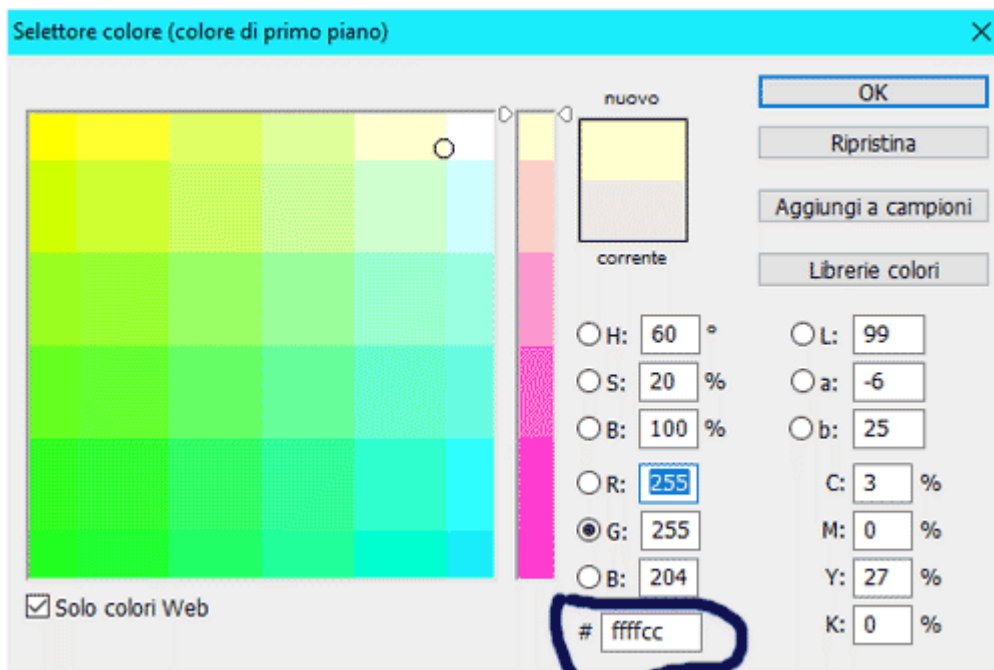 Selettore colore (colore di primo piano)
nuovo
corrente
OK
Ripristina
Aggiungi a campioni
Librerie colori
H: 60 °
L: 99
S: 20 %
a: -6
B: 100 %
b: 25
R: 255
C: 3 %
G: 255
M: 0 %
B: 204
Y: 27 %
# ffffcc
K: 0 %
Solo colori Web